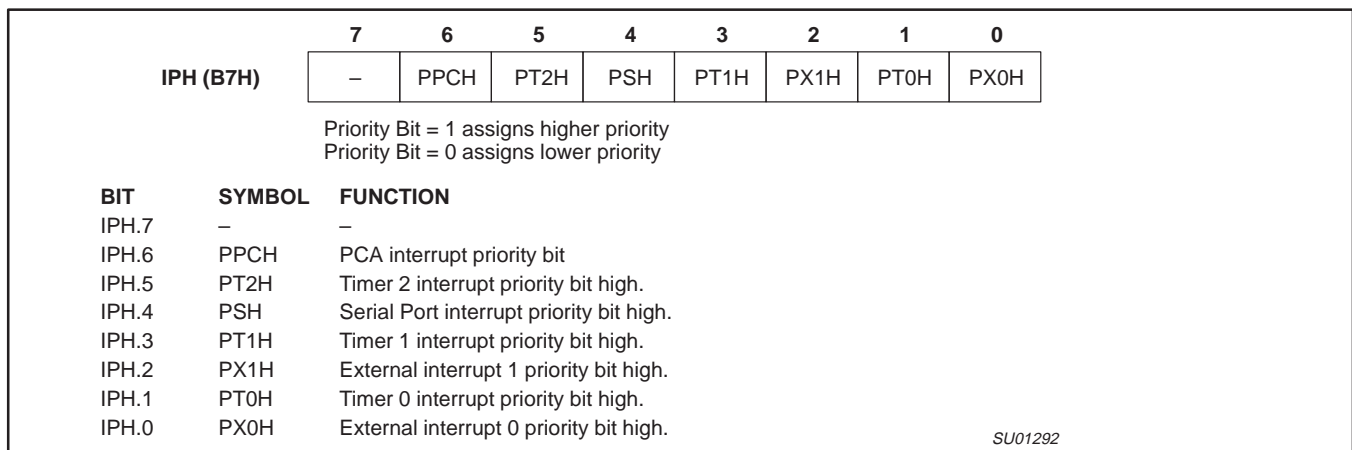 7 6 5 4 3 2 1 0
IPH (B7H) – PPCH PT2H PSH PT1H PX1H PT0H PX0H
Priority Bit = 1 assigns higher priority
Priority Bit = 0 assigns lower priority
BIT SYMBOL FUNCTION
IPH.7 – –
IPH.6 PPCH PCA interrupt priority bit
IPH.5 PT2H Timer 2 interrupt priority bit high.
IPH.4 PSH Serial Port interrupt priority bit high.
IPH.3 PT1H Timer 1 interrupt priority bit high.
IPH.2 PX1H External interrupt 1 priority bit high.
IPH.1 PT0H Timer 0 interrupt priority bit high.
IPH.0 PX0H External interrupt 0 priority bit high.
SU01292